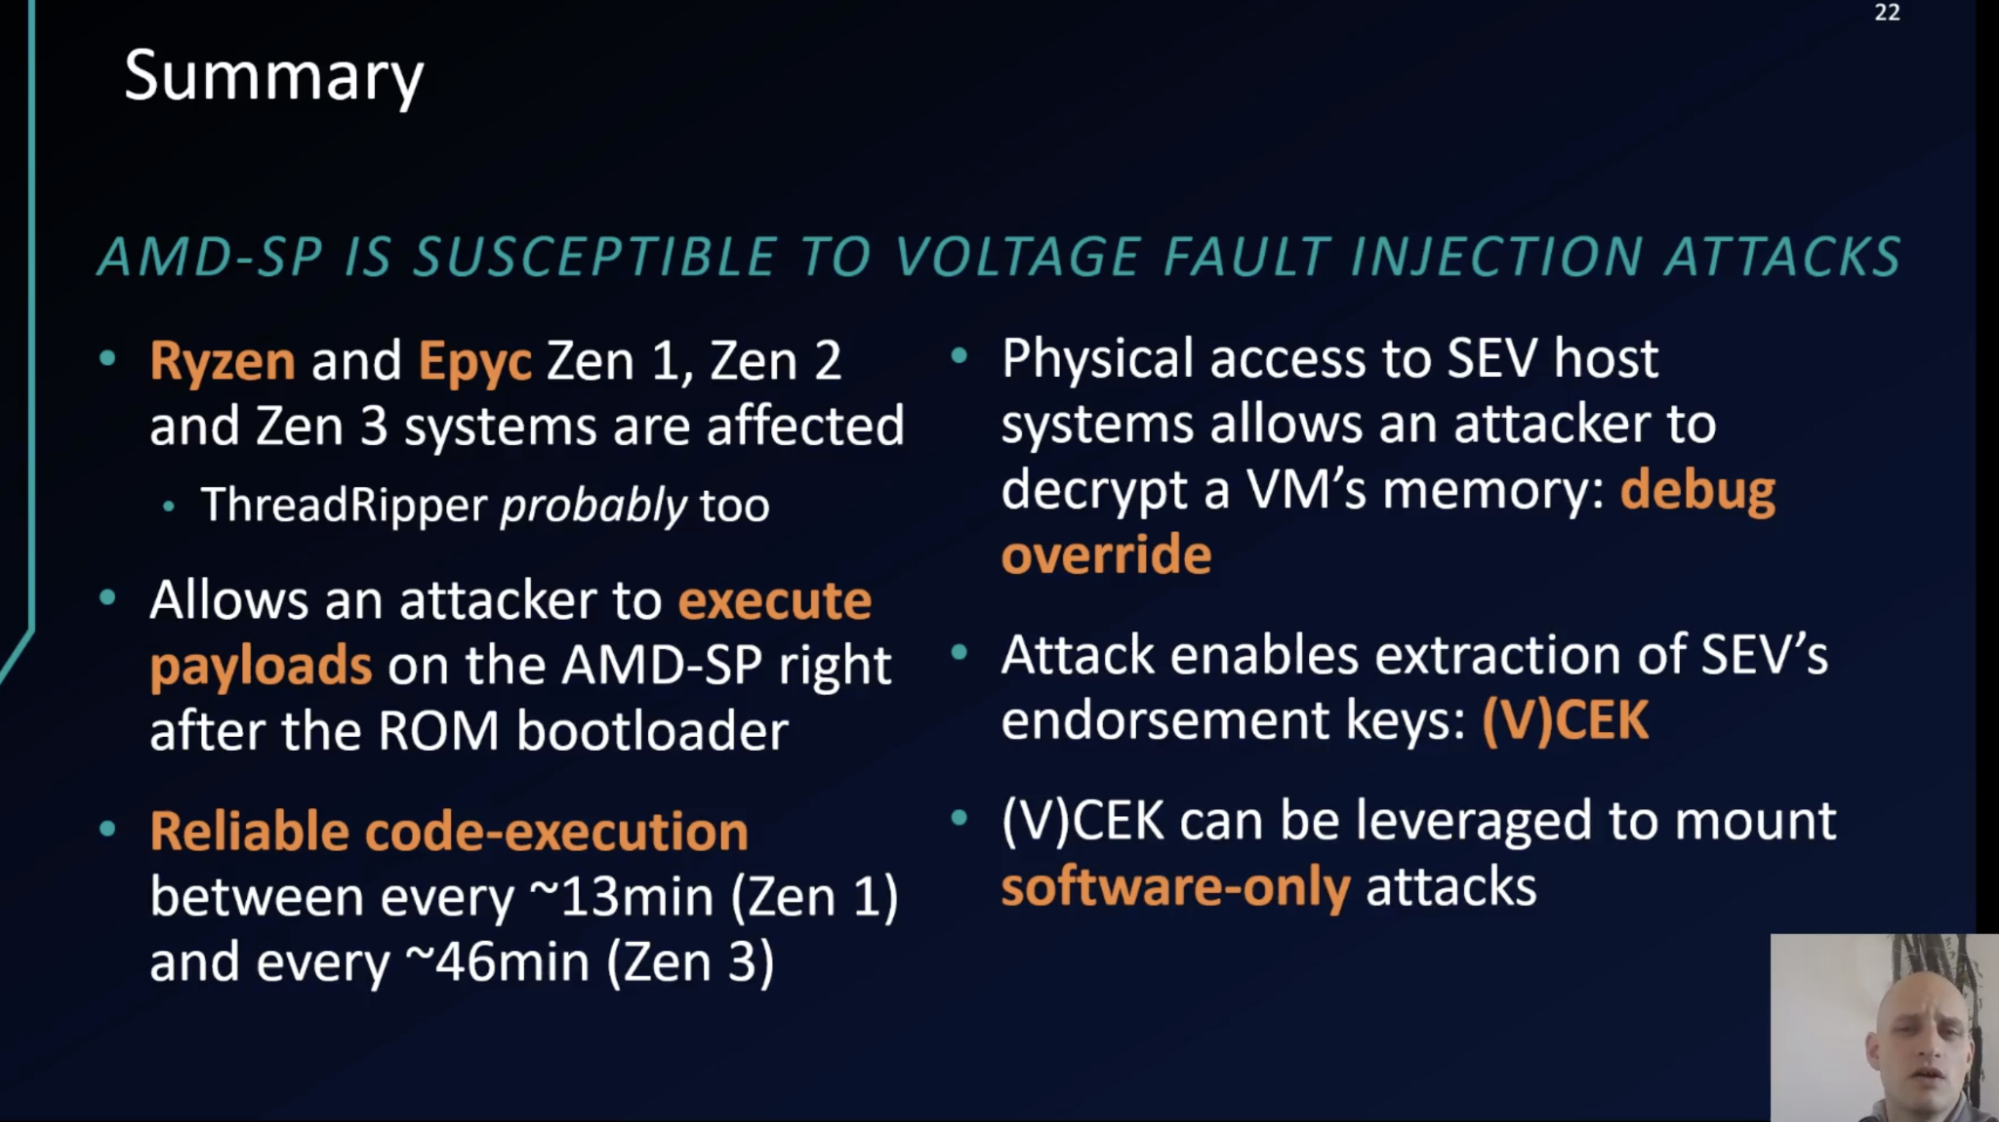 22
Summary
AMD-SP IS SUSCEPTIBLE TO VOLTAGE FAULT INJECTION ATTACKS
• Ryzen and Epyc Zen 1, Zen 2
and Zen 3 systems are affected
• ThreadRipper probably too
• Allows an attacker to execute
payloads on the AMD-SP right
after the ROM bootloader
• Reliable code-execution
between every ~13min (Zen 1)
and every ~46min (Zen 3)
• Physical access to SEV host
systems allows an attacker to
decrypt a VM’s memory: debug
override
• Attack enables extraction of SEV’s
endorsement keys: (V)CEK
• (V)CEK can be leveraged to mount
software-only attacks